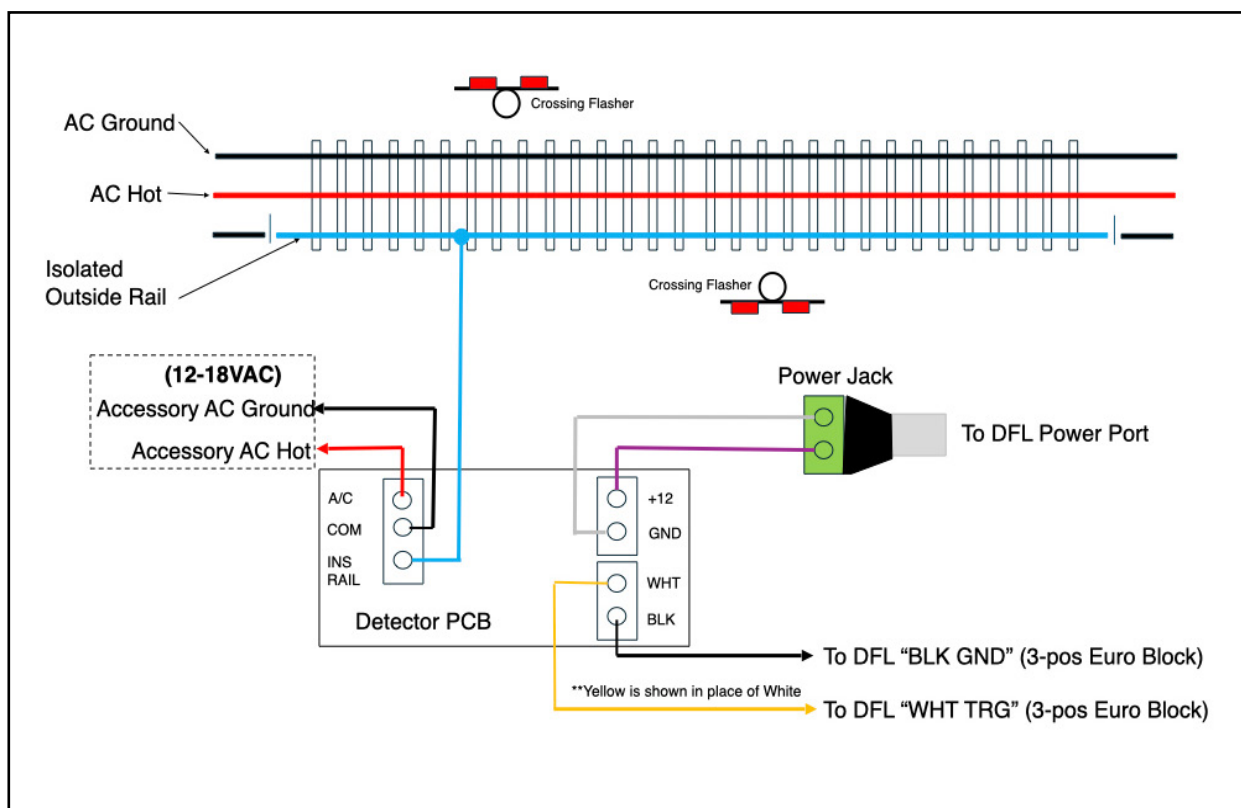 Crossing Flasher
AC Ground
AC Hot
Isolated
Outside Rail
Crossing Flasher
(12-18VAC)
Accessory AC Ground
Accessory AC Hot
Power Jack
To DFL Power Port
A/C
COM
INS
RAIL
+12
GND
WHT
BLK
Detector PCB
To DFL “BLK GND” (3-pos Euro Block)
**Yellow is shown in place of White
To DFL “WHT TRG” (3-pos Euro Block)